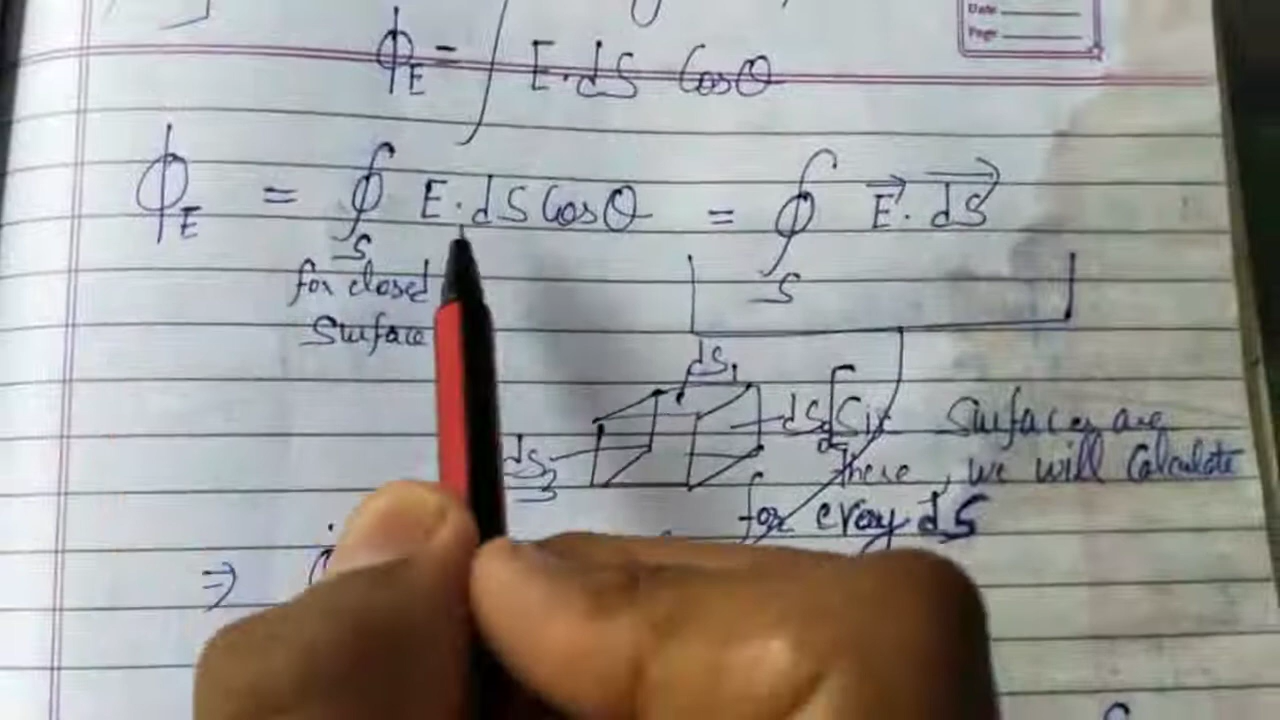 Date
Page
ϕE = ∫ E·dS Cosθ
ϕE = ∮S E·dS Cosθ = ∮S E⃗·dS⃗
for closed
Surface
dS1
dS2
dS3
[Six Surfaces are
there, we will Calculate
for every dS
⇒